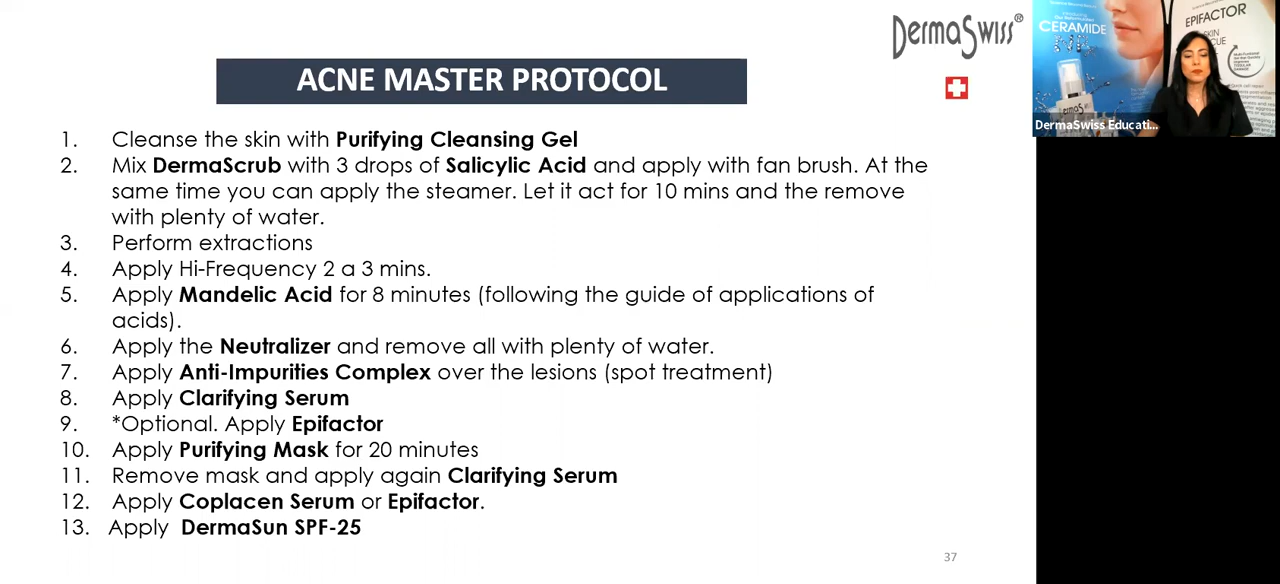 DermaSwiss®
ACNE MASTER PROTOCOL
1. Cleanse the skin with Purifying Cleansing Gel
2. Mix DermaScrub with 3 drops of Salicylic Acid and apply with fan brush. At the
same time you can apply the steamer. Let it act for 10 mins and the remove
with plenty of water.
3. Perform extractions
4. Apply Hi-Frequency 2 a 3 mins.
5. Apply Mandelic Acid for 8 minutes (following the guide of applications of
acids).
6. Apply the Neutralizer and remove all with plenty of water.
7. Apply Anti-Impurities Complex over the lesions (spot treatment)
8. Apply Clarifying Serum
9. *Optional. Apply Epifactor
10. Apply Purifying Mask for 20 minutes
11. Remove mask and apply again Clarifying Serum
12. Apply Coplacen Serum or Epifactor.
13. Apply DermaSun SPF-25
37
CERAMIDE
EPIFACTOR
DermaSwiss Educati...